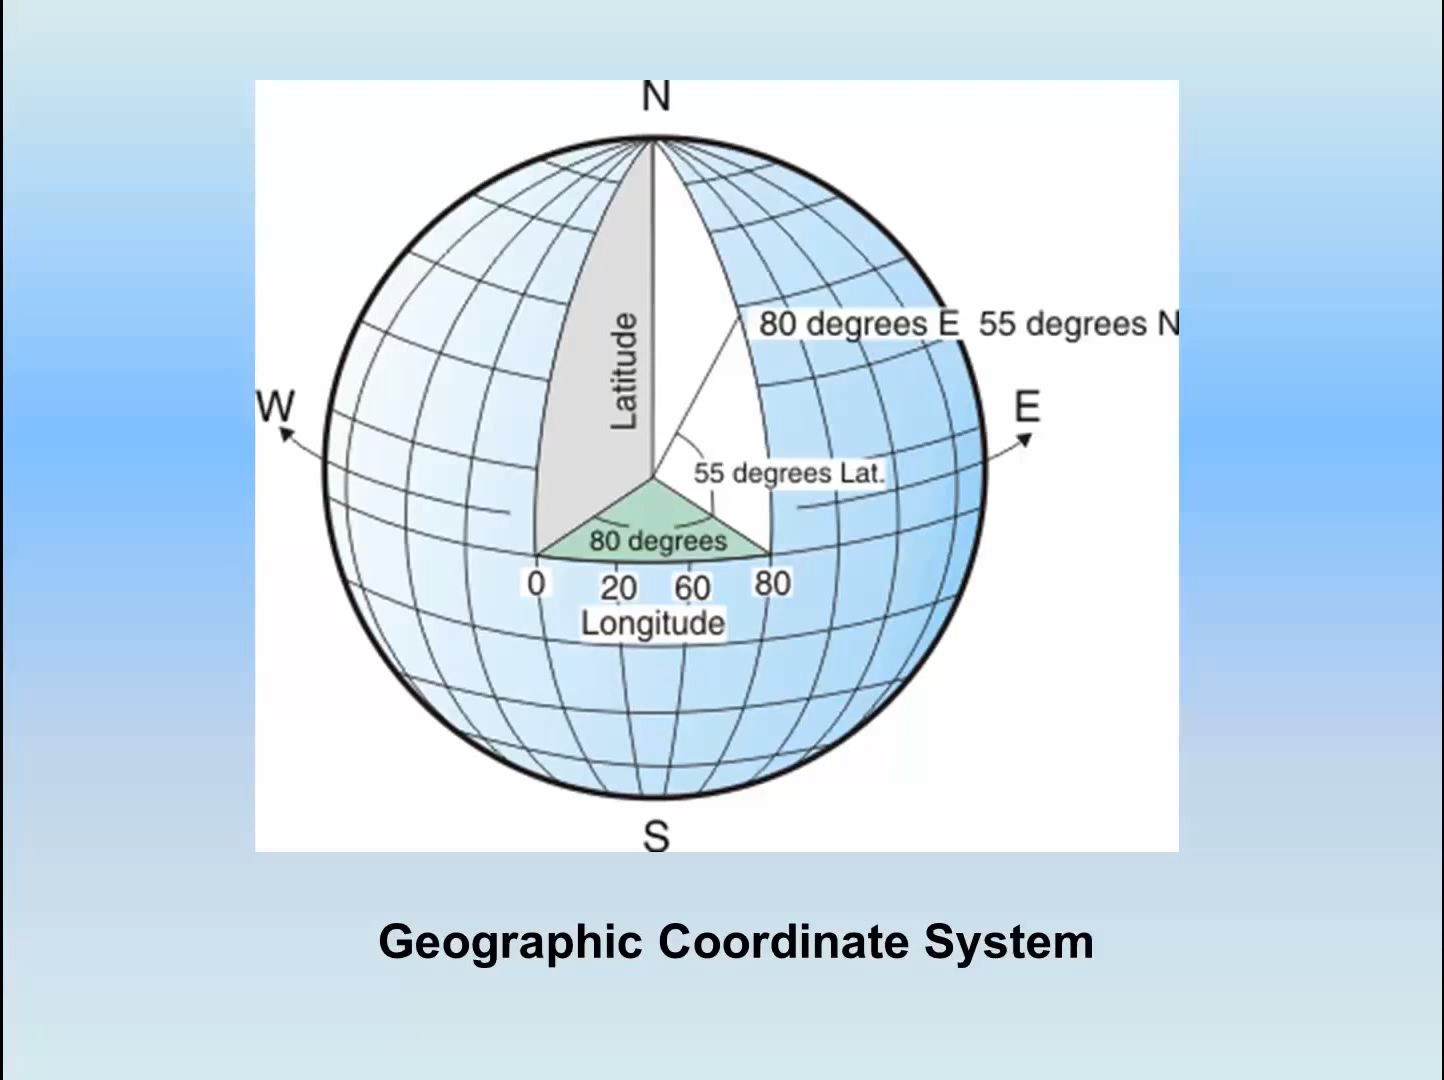 N
Latitude
80 degrees E 55 degrees N
W
E
55 degrees Lat.
80 degrees
0 20 60 80
Longitude
S
Geographic Coordinate System